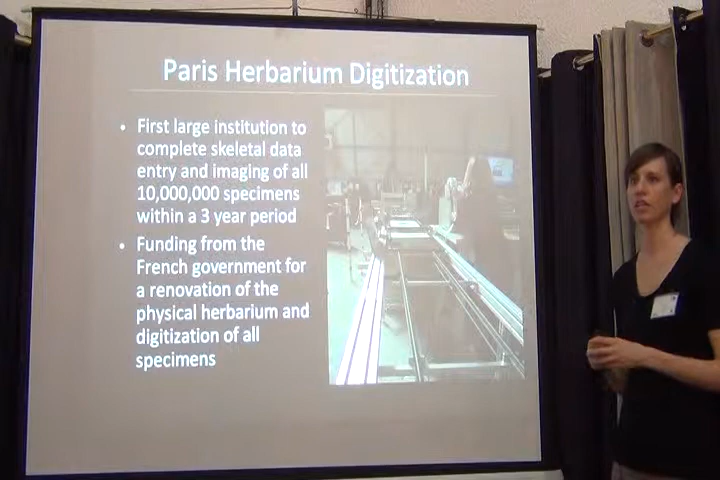 Paris Herbarium Digitization
• First large institution to
complete skeletal data
entry and imaging of all
10,000,000 specimens
within a 3 year period
• Funding from the
French government for
a renovation of the
physical herbarium and
digitization of all
specimens